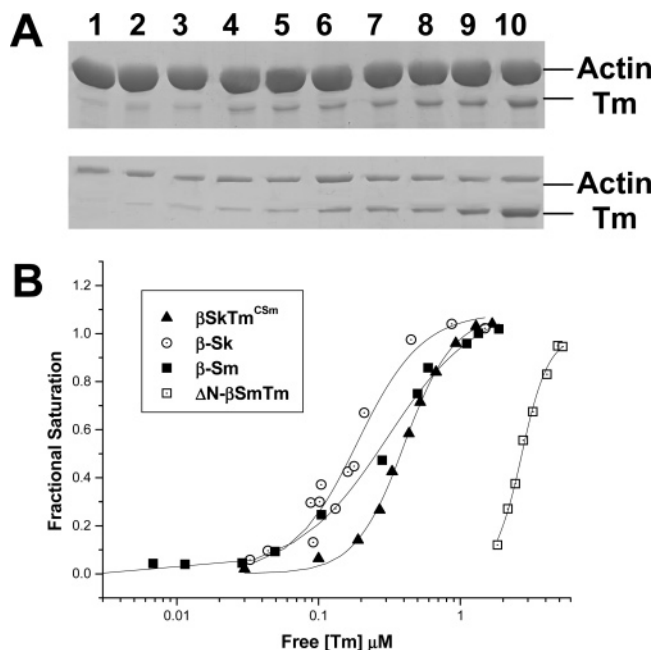 A
1 2 3 4 5 6 7 8 9 10
Actin
Tm
Actin
Tm
B
βSkTm^CSm
β-Sk
β-Sm
ΔN-βSmTm
Fractional Saturation
1.2
1.0
0.8
0.6
0.4
0.2
0.0
0.01 0.1 1
Free [Tm] μM